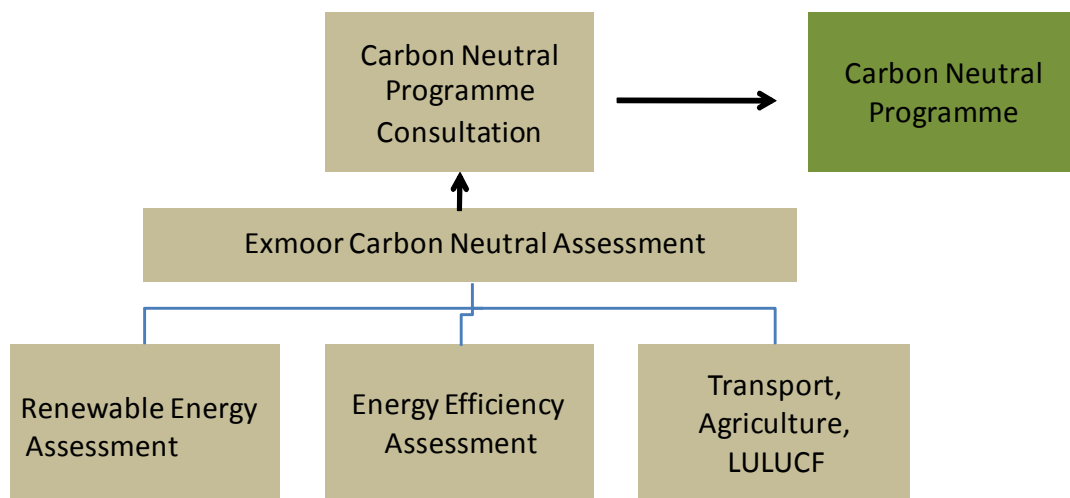 Carbon Neutral
Programme
Consultation
Carbon Neutral
Programme
Exmoor Carbon Neutral Assessment
Renewable Energy
Assessment
Energy Efficiency
Assessment
Transport,
Agriculture,
LULUCF